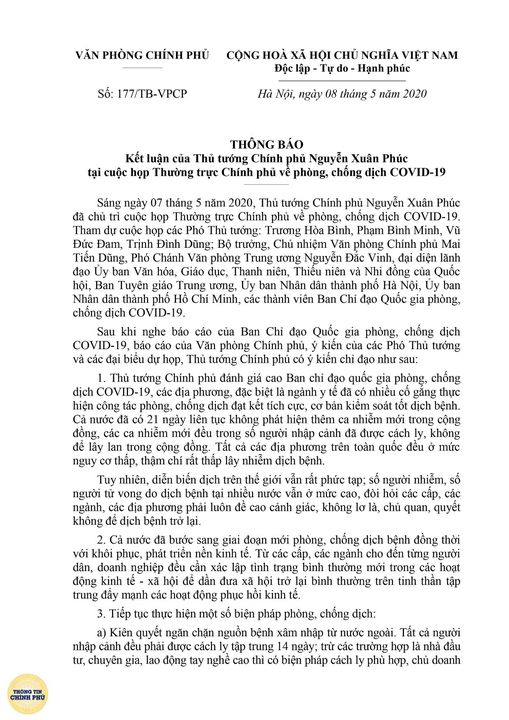 VĂN PHÒNG CHÍNH PHỦ
CỘNG HOÀ XÃ HỘI CHỦ NGHĨA VIỆT NAM
Độc lập - Tự do - Hạnh phúc
Số: 177/TB-VPCP
Hà Nội, ngày 08 tháng 5 năm 2020
THÔNG BÁO
Kết luận của Thủ tướng Chính phủ Nguyễn Xuân Phúc
tại cuộc họp Thường trực Chính phủ về phòng, chống dịch COVID-19
Sáng ngày 07 tháng 5 năm 2020, Thủ tướng Chính phủ Nguyễn Xuân Phúc
đã chủ trì cuộc họp Thường trực Chính phủ về phòng, chống dịch COVID-19.
Tham dự cuộc họp các Phó Thủ tướng: Trương Hòa Bình, Phạm Bình Minh, Vũ
Đức Đam, Trịnh Đình Dũng; Bộ trưởng, Chủ nhiệm Văn phòng Chính phủ Mai
Tiến Dũng, Phó Chánh Văn phòng Trung ương Nguyễn Đắc Vinh, đại diện lãnh
đạo Ủy ban Văn hóa, Giáo dục, Thanh niên, Thiếu niên và Nhi đồng của Quốc
hội, Ban Tuyên giáo Trung ương, Ủy ban Nhân dân thành phố Hà Nội, Ủy ban
Nhân dân thành phố Hồ Chí Minh, các thành viên Ban Chỉ đạo Quốc gia phòng,
chống dịch COVID-19.
Sau khi nghe báo cáo của Ban Chỉ đạo Quốc gia phòng, chống dịch
COVID-19, báo cáo của Văn phòng Chính phủ, ý kiến của các Phó Thủ tướng
và các đại biểu dự họp, Thủ tướng Chính phủ có ý kiến chỉ đạo như sau:
1. Thủ tướng Chính phủ đánh giá cao Ban chỉ đạo quốc gia phòng, chống
dịch COVID-19, các địa phương, đặc biệt là ngành y tế đã có nhiều cố gắng thực
hiện công tác phòng, chống dịch đạt kết tích cực, cơ bản kiểm soát tốt dịch bệnh.
Cả nước đã có 21 ngày liên tục không phát hiện thêm ca nhiễm mới trong cộng
đồng, các ca nhiễm mới đều trong số người nhập cảnh đã được cách ly, không
để lây lan trong cộng đồng. Tất cả các địa phương trên toàn quốc đều ở mức
nguy cơ thấp, thậm chí rất thấp lây nhiễm dịch bệnh.
Tuy nhiên, diễn biến dịch trên thế giới vẫn rất phức tạp; số người nhiễm, số
người tử vong do dịch bệnh tại nhiều nước vẫn ở mức cao, đòi hỏi các cấp, các
ngành, các địa phương phải luôn đề cao cảnh giác, không lơ là, chủ quan, quyết
không để dịch bệnh trở lại.
2. Cả nước đã bước sang giai đoạn mới phòng, chống dịch bệnh đồng thời
với khôi phục, phát triển nền kinh tế. Từ các cấp, các ngành cho đến từng người
dân, doanh nghiệp đều cần xác lập tình trạng bình thường mới trong các hoạt
động kinh tế - xã hội để dần đưa xã hội trở lại bình thường trên tinh thần tập
trung đẩy mạnh các hoạt động phục hồi kinh tế.
3. Tiếp tục thực hiện một số biện pháp phòng, chống dịch:
a) Kiên quyết ngăn chặn nguồn bệnh xâm nhập từ nước ngoài. Tất cả người
nhập cảnh đều phải được cách ly tập trung 14 ngày; trừ các trường hợp là nhà đầu
tư, chuyên gia, lao động tay nghề cao thì có biện pháp cách ly phù hợp, chủ doanh
THÔNG TIN
CHÍNH PHỦ